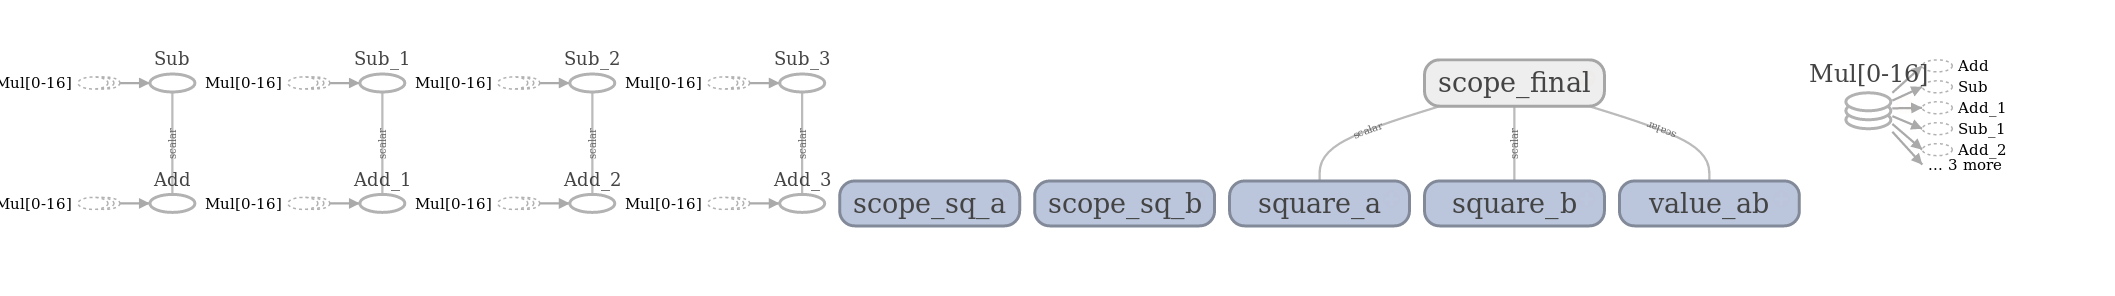 Sub
Sub_1
Sub_2
Sub_3
Mul[0-16]
Mul[0-16]
Mul[0-16]
Mul[0-16]
scalar
scalar
scalar
scalar
Add
Add_1
Add_2
Add_3
Mul[0-16]
Mul[0-16]
Mul[0-16]
Mul[0-16]
scope_sq_a
scope_sq_b
scope_final
scalar
scalar
scalar
square_a
square_b
value_ab
Mul[0-16]
Add
Sub
Add_1
Sub_1
Add_2
... 3 more